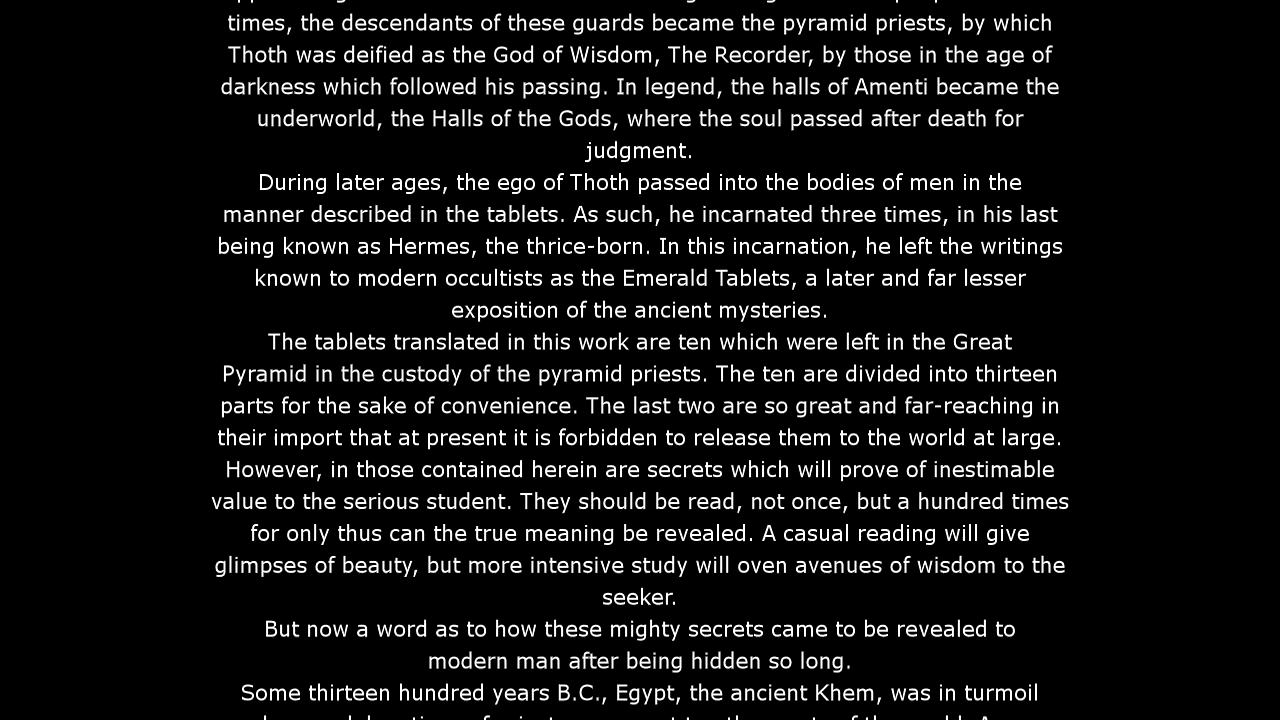 times, the descendants of these guards became the pyramid priests, by which
Thoth was deified as the God of Wisdom, The Recorder, by those in the age of
darkness which followed his passing. In legend, the halls of Amenti became the
underworld, the Halls of the Gods, where the soul passed after death for
judgment.
During later ages, the ego of Thoth passed into the bodies of men in the
manner described in the tablets. As such, he incarnated three times, in his last
being known as Hermes, the thrice-born. In this incarnation, he left the writings
known to modern occultists as the Emerald Tablets, a later and far lesser
exposition of the ancient mysteries.
The tablets translated in this work are ten which were left in the Great
Pyramid in the custody of the pyramid priests. The ten are divided into thirteen
parts for the sake of convenience. The last two are so great and far-reaching in
their import that at present it is forbidden to release them to the world at large.
However, in those contained herein are secrets which will prove of inestimable
value to the serious student. They should be read, not once, but a hundred times
for only thus can the true meaning be revealed. A casual reading will give
glimpses of beauty, but more intensive study will oven avenues of wisdom to the
seeker.
But now a word as to how these mighty secrets came to be revealed to
modern man after being hidden so long.
Some thirteen hundred years B.C., Egypt, the ancient Khem, was in turmoil